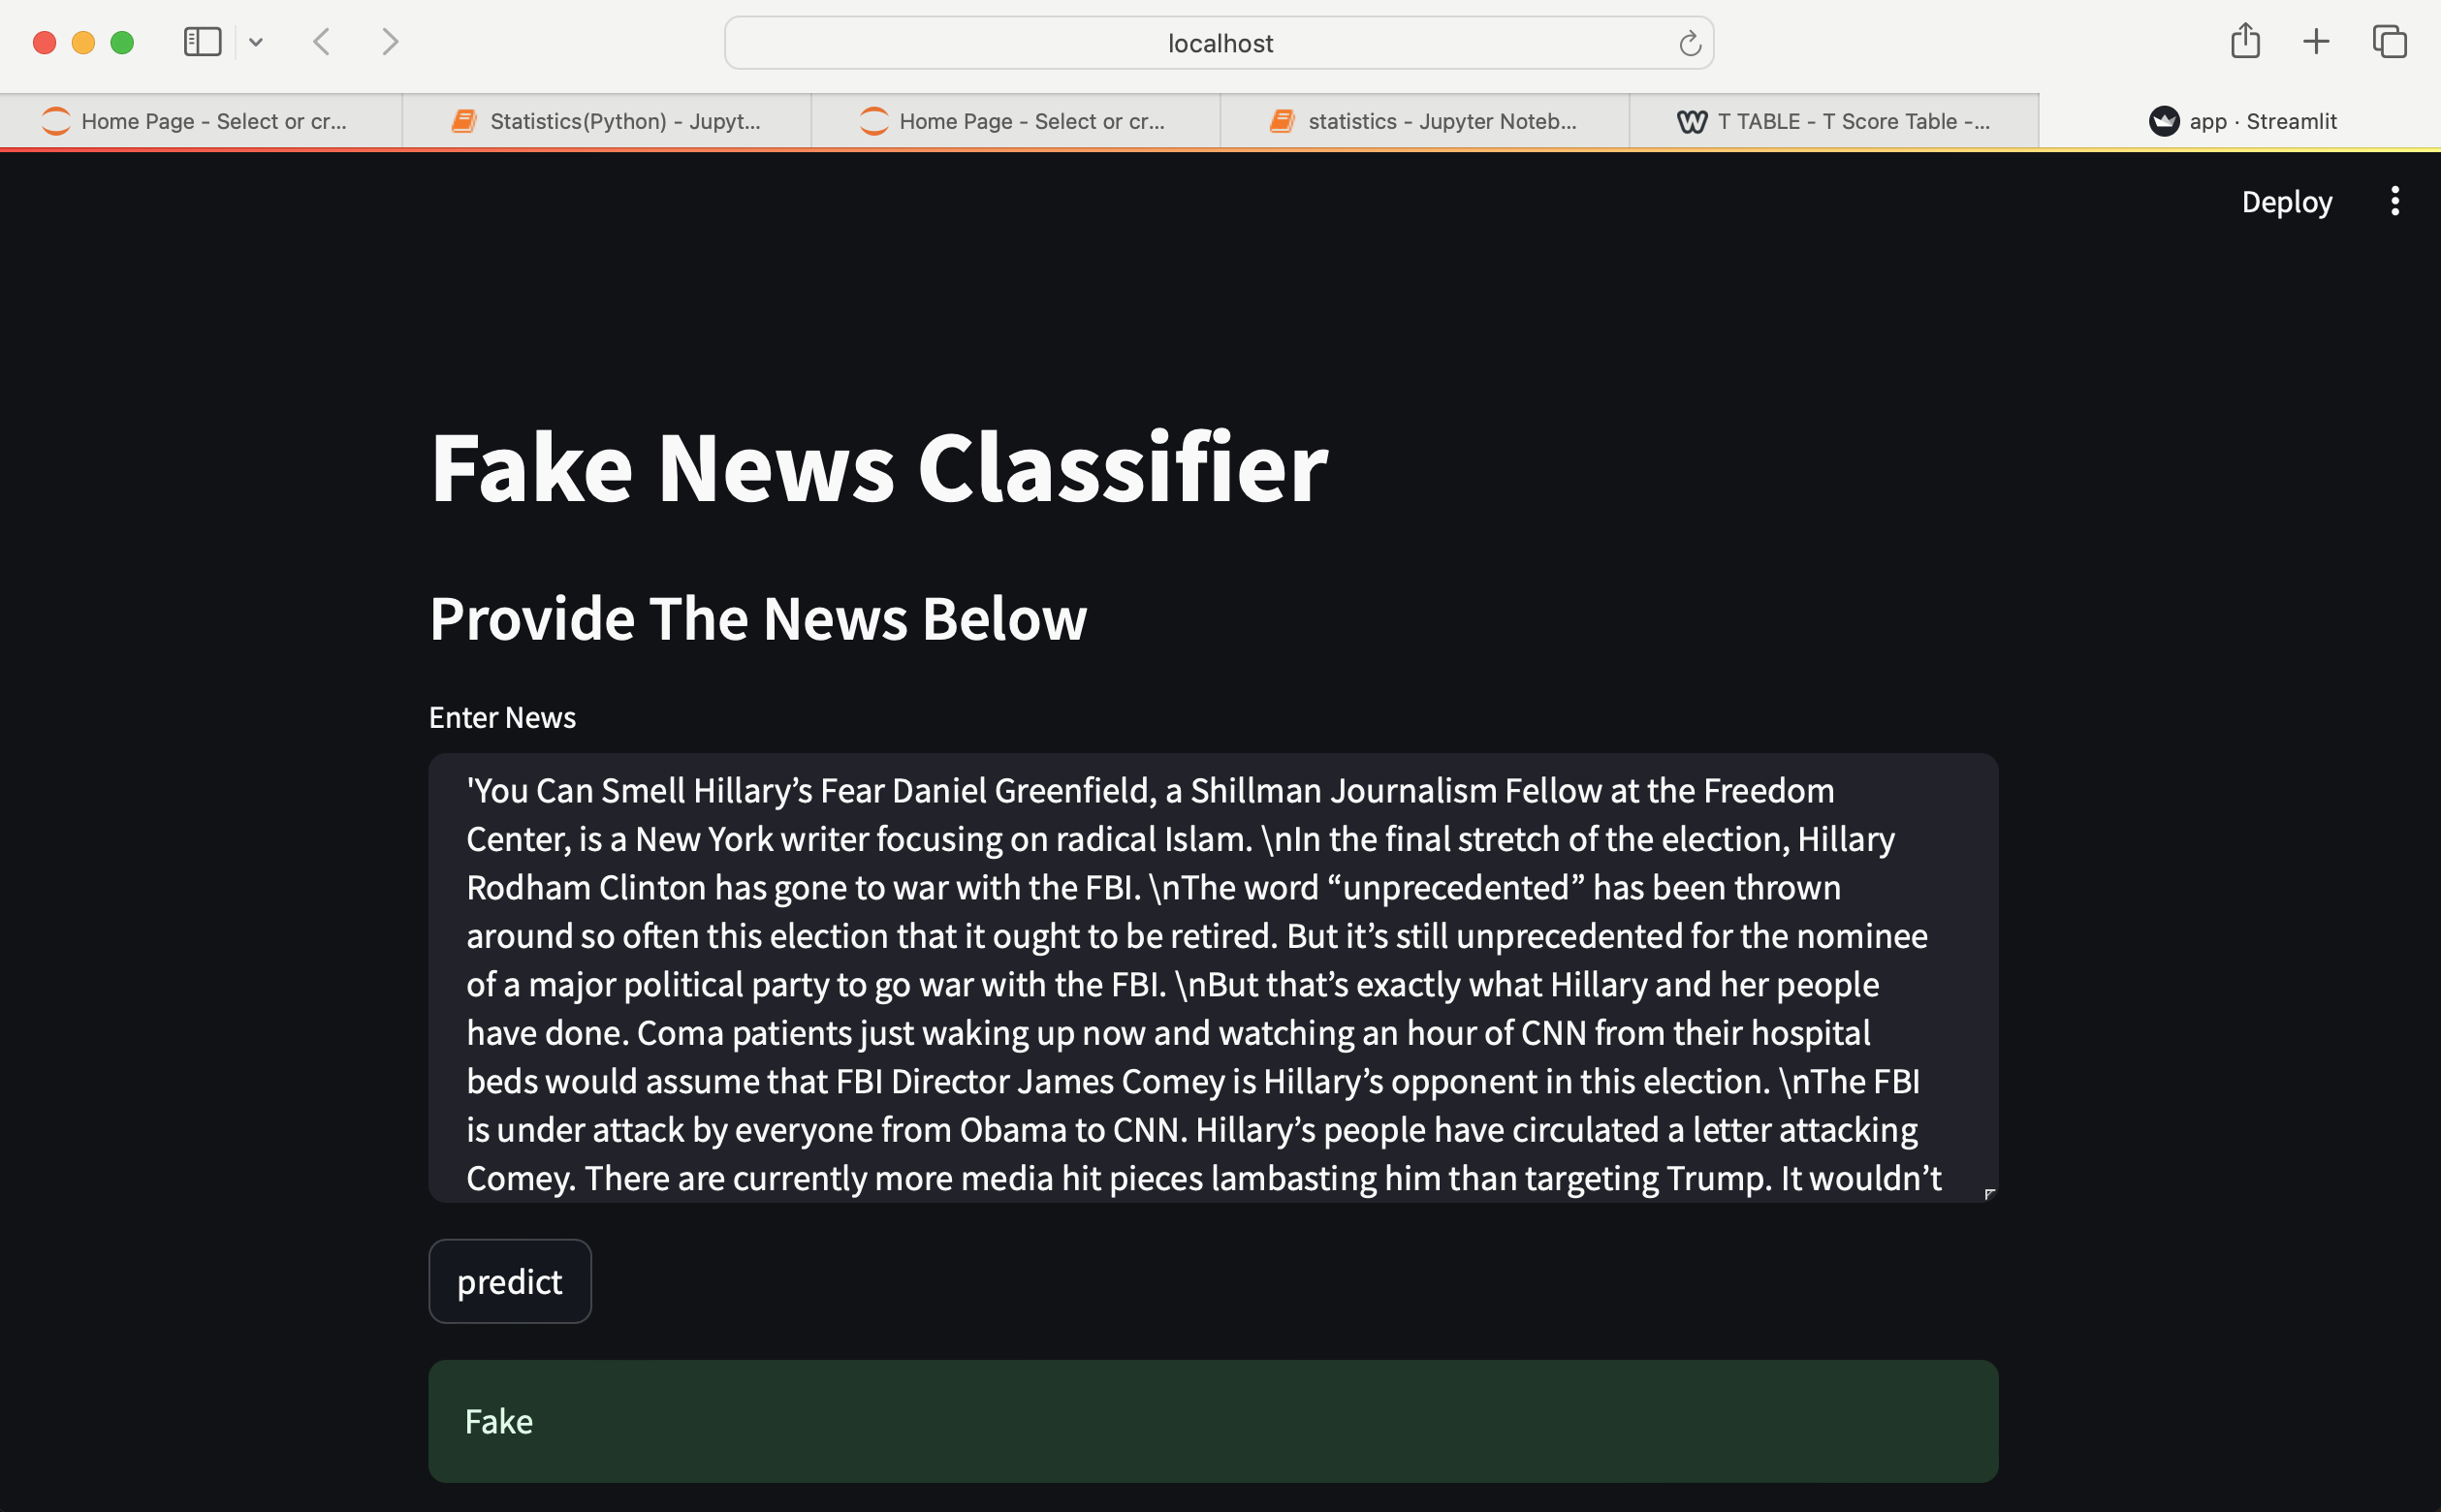 localhost
Home Page - Select or cr...
Statistics(Python) - Jupyt...
Home Page - Select or cr...
statistics - Jupyter Noteb...
T TABLE - T Score Table -...
app · Streamlit
Deploy
Fake News Classifier
Provide The News Below
Enter News
'You Can Smell Hillary’s Fear Daniel Greenfield, a Shillman Journalism Fellow at the Freedom
Center, is a New York writer focusing on radical Islam. \nIn the final stretch of the election, Hillary
Rodham Clinton has gone to war with the FBI. \nThe word “unprecedented” has been thrown
around so often this election that it ought to be retired. But it’s still unprecedented for the nominee
of a major political party to go war with the FBI. \nBut that’s exactly what Hillary and her people
have done. Coma patients just waking up now and watching an hour of CNN from their hospital
beds would assume that FBI Director James Comey is Hillary’s opponent in this election. \nThe FBI
is under attack by everyone from Obama to CNN. Hillary’s people have circulated a letter attacking
Comey. There are currently more media hit pieces lambasting him than targeting Trump. It wouldn’t
predict
Fake